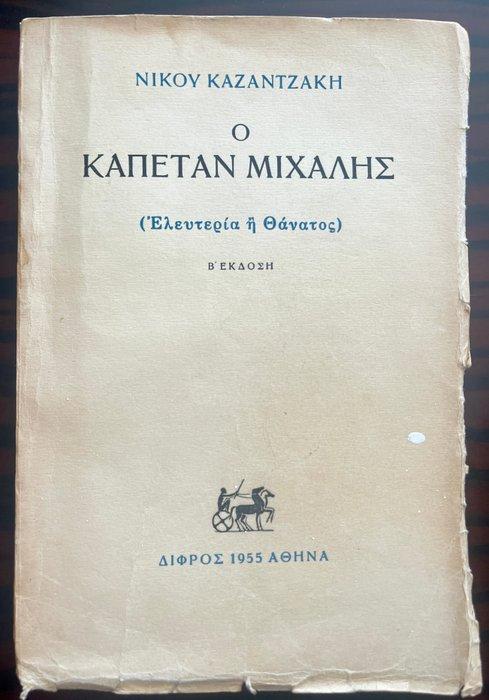 ΝΙΚΟΥ ΚΑΖΑΝΤΖΑΚΗ
Ο
ΚΑΠΕΤΑΝ ΜΙΧΑΛΗΣ
(Ἐλευτερία ἤ Θάνατος)
Β΄ ΕΚΔΟΣΗ
ΔΙΦΡΟΣ 1955 ΑΘΗΝΑ